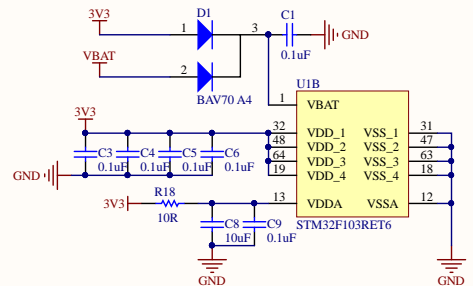 3V3
D1
1
3
C1
0.1uF
GND
VBAT
2
BAV70 A4
U1B
1
VBAT
3V3
32
VDD_1
VSS_1
31
48
VDD_2
VSS_2
47
64
VDD_3
VSS_3
63
19
VDD_4
VSS_4
18
C3
0.1uF
C4
0.1uF
C5
0.1uF
C6
0.1uF
GND
R18
3V3
10R
13
VDDA
VSSA
12
C8
10uF
C9
0.1uF
STM32F103RET6
GND
GND